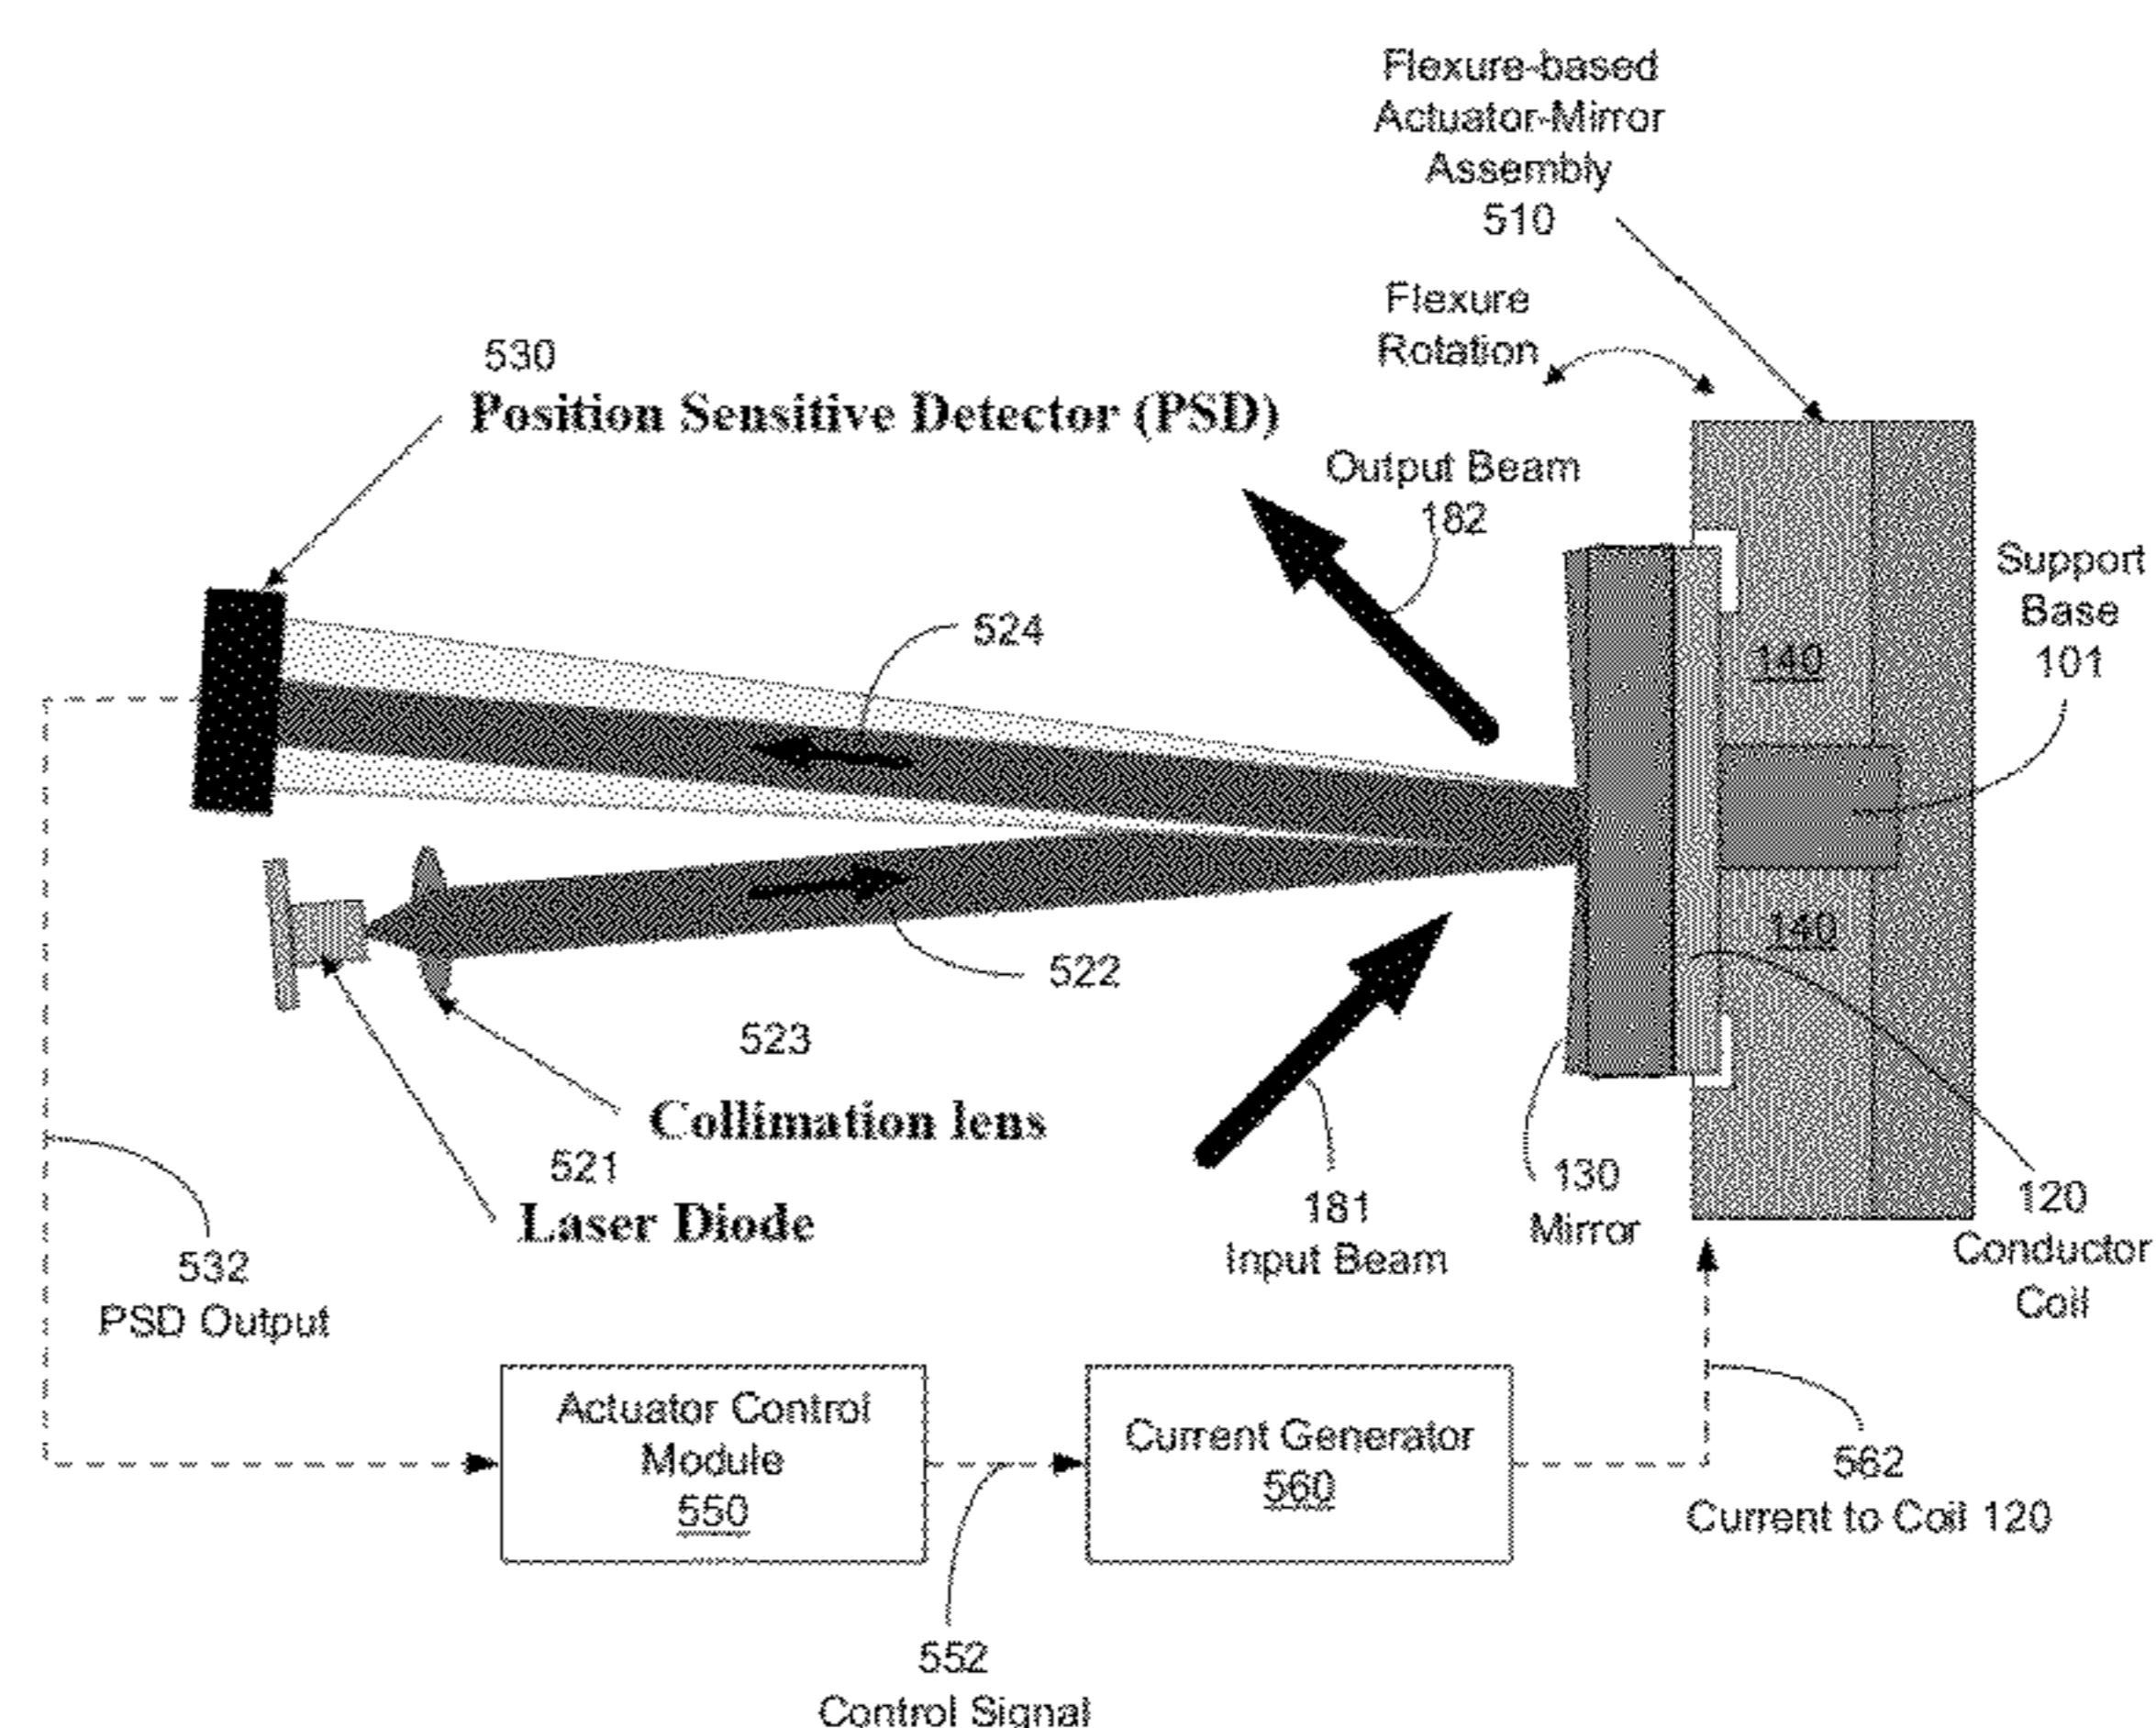 Flexure-based
Actuator-Mirror
Assembly
510
Flexure
Rotation
530
Position Sensitive Detector (PSD)
Output Beam
182
Support
Base
101
524
140
140
522
523
Collimation lens
521
Laser Diode
130
Mirror
181
Input Beam
120
Conductor
Coil
532
PSD Output
Actuator Control
Module
550
Current Generator
560
562
Current to Coil 120
552
Control Signal